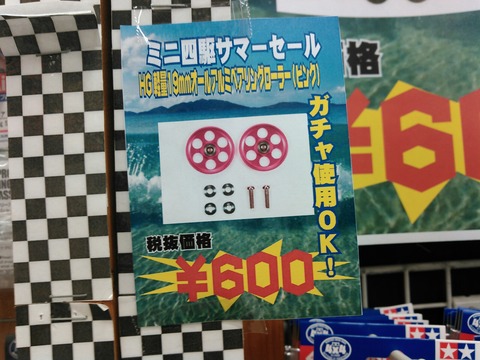 ミニ四駆サマーセール
HG 軽量19mmオールアルミベアリングローラー(ピンク)
ガチャ使用OK!
税抜価格
¥600
価格
¥60